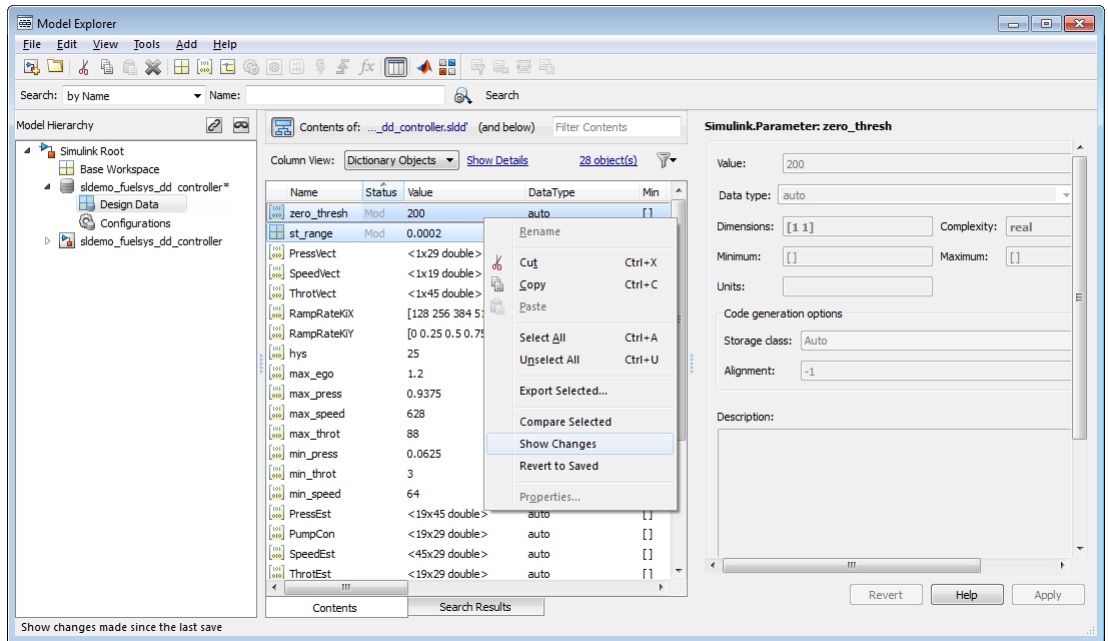 Model Explorer
File Edit View Tools Add Help
Search: by Name Name: Search
Model Hierarchy
Simulink Root
Base Workspace
sldemo_fuelsys_dd_controller*
Design Data
Configurations
sldemo_fuelsys_dd_controller
Contents of: ..._dd_controller.sldd' (and below) Filter Contents
Column View: Dictionary Objects Show Details 28 object(s)
Name Status Value DataType Min
zero_thresh Mod 200 auto []
st_range Mod 0.0002
PressVect <1x29 double>
SpeedVect <1x19 double>
ThrotVect <1x45 double>
RampRateKiX [128 256 384 51
RampRateKiY [0 0.25 0.5 0.75
hys 25
max_ego 1.2
max_press 0.9375
max_speed 628
max_throt 88
min_press 0.0625
min_throt 3
min_speed 64
PressEst <19x45 double> auto []
PumpCon <19x29 double> auto []
SpeedEst <45x29 double> auto []
ThrotEst <19x29 double> auto []
Contents Search Results
Rename
Cut Ctrl+X
Copy Ctrl+C
Paste
Select All Ctrl+A
Unselect All Ctrl+U
Export Selected...
Compare Selected
Show Changes
Revert to Saved
Properties...
Simulink.Parameter: zero_thresh
Value: 200
Data type: auto
Dimensions: [1 1] Complexity: real
Minimum: [] Maximum: []
Units:
Code generation options
Storage class: Auto
Alignment: -1
Description:
Revert Help Apply
Show changes made since the last save